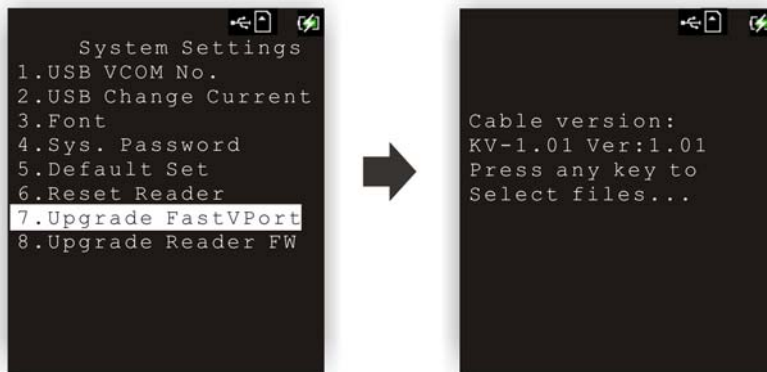 System Settings
1.USB VCOM No.
2.USB Change Current
3.Font
4.Sys. Password
5.Default Set
6.Reset Reader
7.Upgrade FastVPort
8.Upgrade Reader FW
Cable version:
KV-1.01 Ver:1.01
Press any key to
Select files...